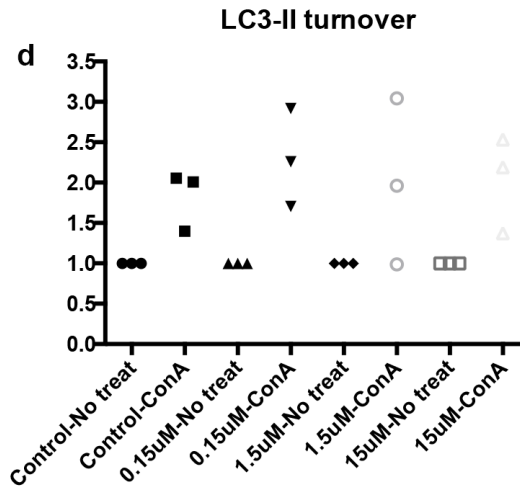 LC3-II turnover
d
3.5
3.0
2.5
2.0
1.5
1.0
0.5
0.0
Control-No treat
Control-ConA
0.15uM-No treat
0.15uM-ConA
1.5uM-No treat
1.5uM-ConA
15uM-No treat
15uM-ConA